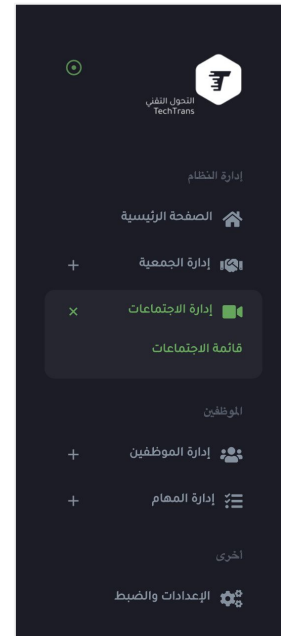 التحول التقني
TechTrans
إدارة النظام
الصفحة الرئيسية
إدارة الجمعية
إدارة الاجتماعات
قائمة الاجتماعات
الموظفين
إدارة الموظفين
إدارة المهام
أخرى
الإعدادات والضبط